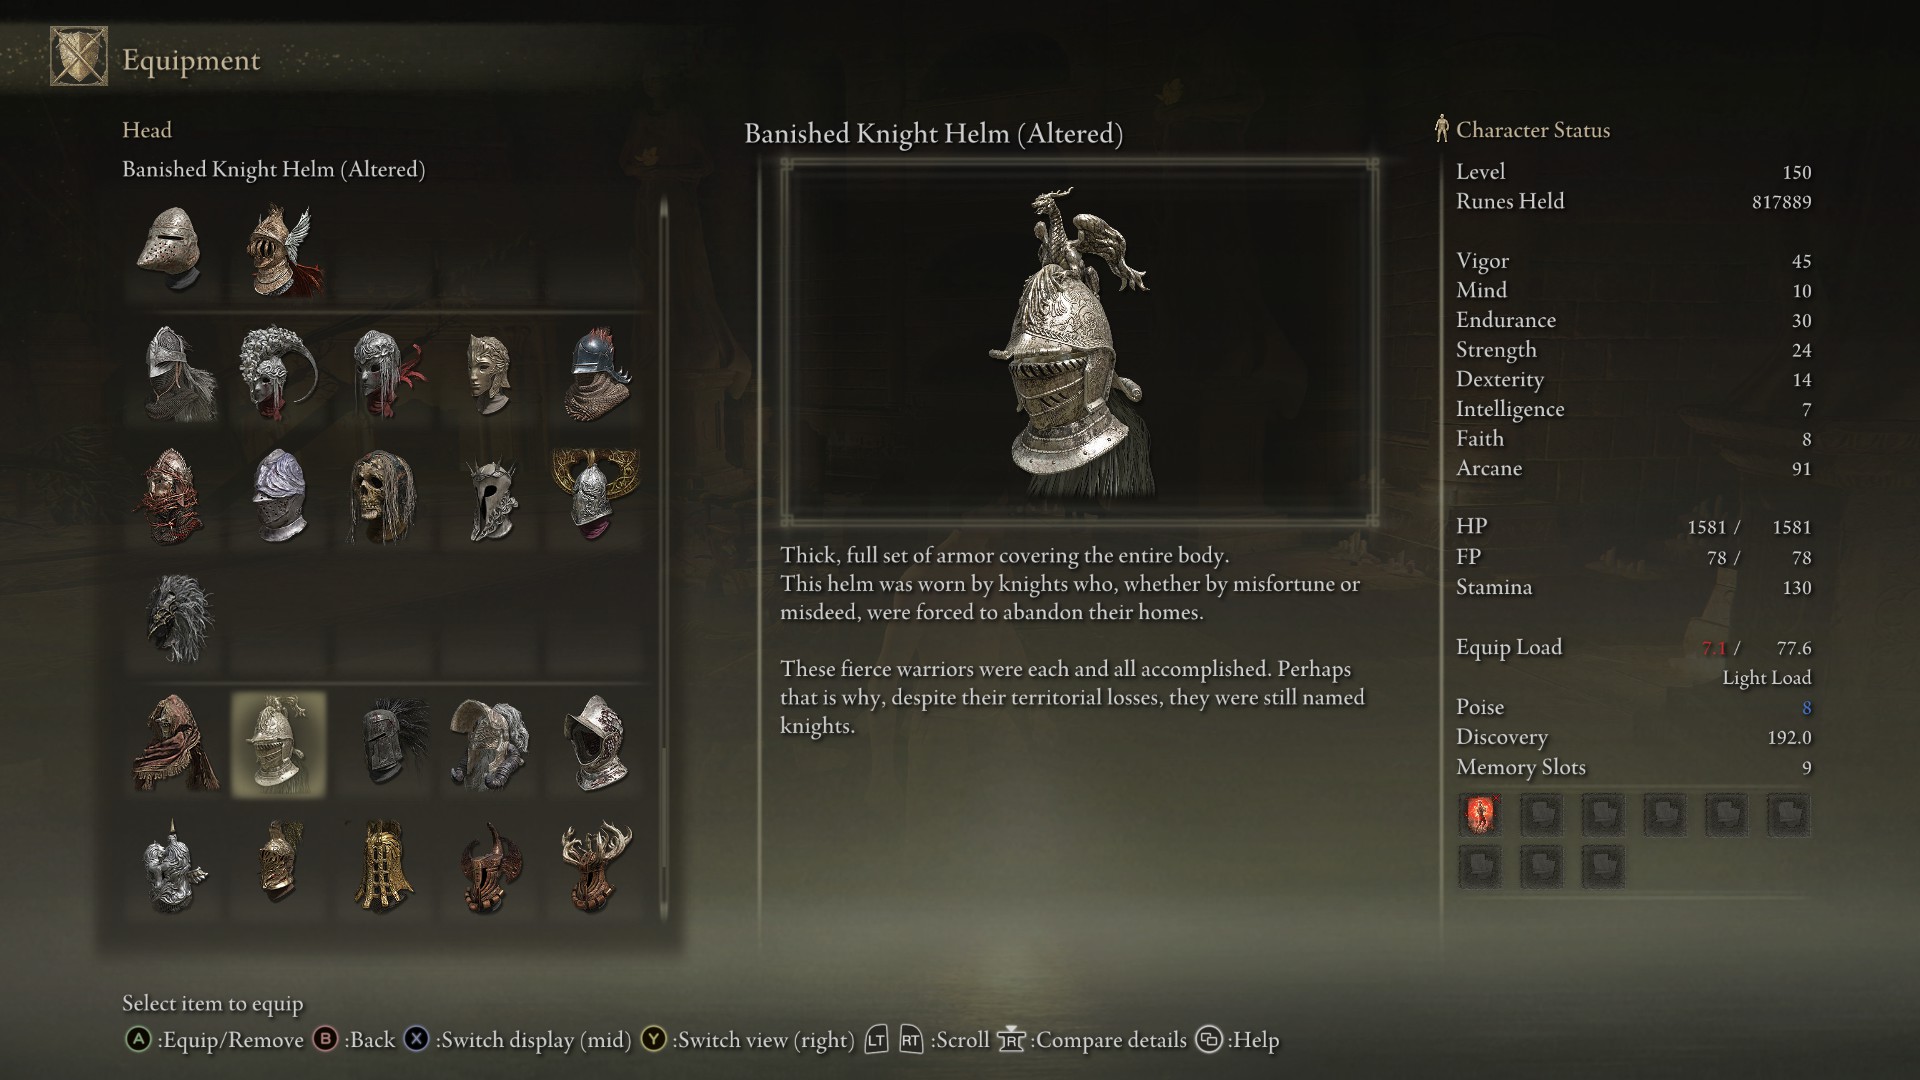 Equipment
Head
Banished Knight Helm (Altered)
Banished Knight Helm (Altered)
Thick, full set of armor covering the entire body.
This helm was worn by knights who, whether by misfortune or
misdeed, were forced to abandon their homes.
These fierce warriors were each and all accomplished. Perhaps
that is why, despite their territorial losses, they were still named
knights.
Character Status
Level 150
Runes Held 817889
Vigor 45
Mind 10
Endurance 30
Strength 24
Dexterity 14
Intelligence 7
Faith 8
Arcane 91
HP 1581 / 1581
FP 78 / 78
Stamina 130
Equip Load 7.1 / 77.6
Light Load
Poise 8
Discovery 192.0
Memory Slots 9
Select item to equip
A :Equip/Remove B :Back X :Switch display (mid) Y :Switch view (right) LT RT :Scroll R :Compare details :Help